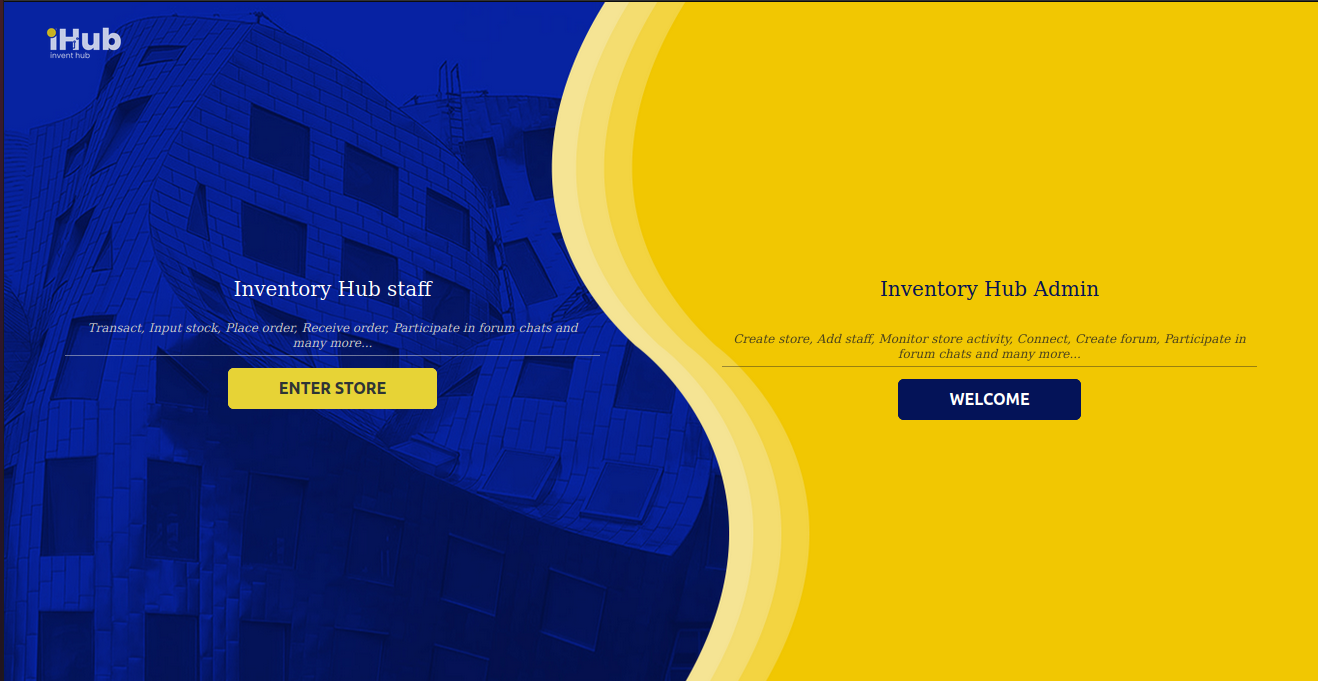 iHub
invent hub
Inventory Hub staff
Transact, Input stock, Place order, Receive order, Participate in forum chats and
many more...
ENTER STORE
Inventory Hub Admin
Create store, Add staff, Monitor store activity, Connect, Create forum, Participate in
forum chats and many more...
WELCOME